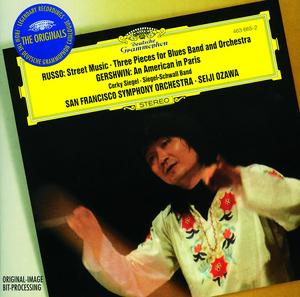 463 665-2
LEGENDARY RECORDINGS
THE ORIGINALS
Deutsche
Grammophon
RUSSO: Street Music · Three Pieces for Blues Band and Orchestra
GERSHWIN: An American in Paris
Corky Siegel · Siegel-Schwall Band
SAN FRANCISCO SYMPHONY ORCHESTRA · SEIJI OZAWA
STEREO
ORIGINAL-IMAGE
BIT-PROCESSING